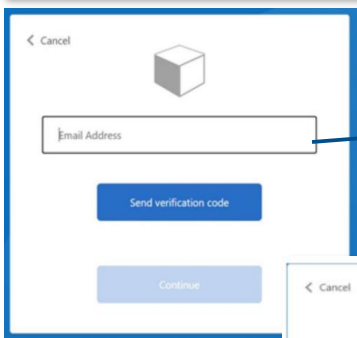 Cancel
Email Address
Send verification code
Continue
Cancel